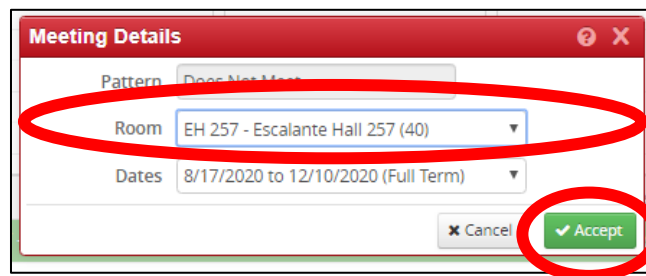 Meeting Details
Pattern Does Not Meet
Room EH 257 - Escalante Hall 257 (40)
Dates 8/17/2020 to 12/10/2020 (Full Term)
Cancel Accept